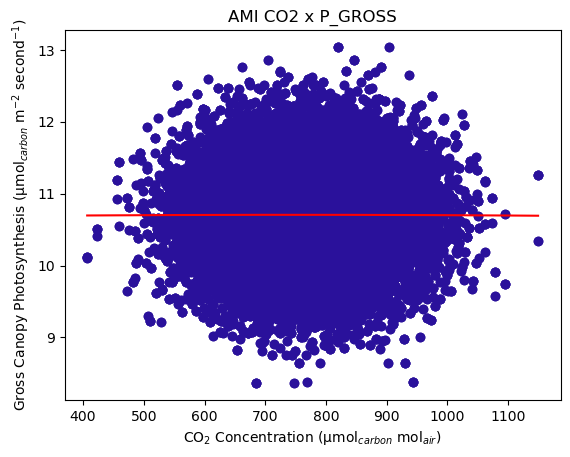 AMI CO2 x P_GROSS
Gross Canopy Photosynthesis (μmol_carbon m⁻² second⁻¹)
13
12
11
10
9
400 500 600 700 800 900 1000 1100
CO₂ Concentration (μmol_carbon mol_air)